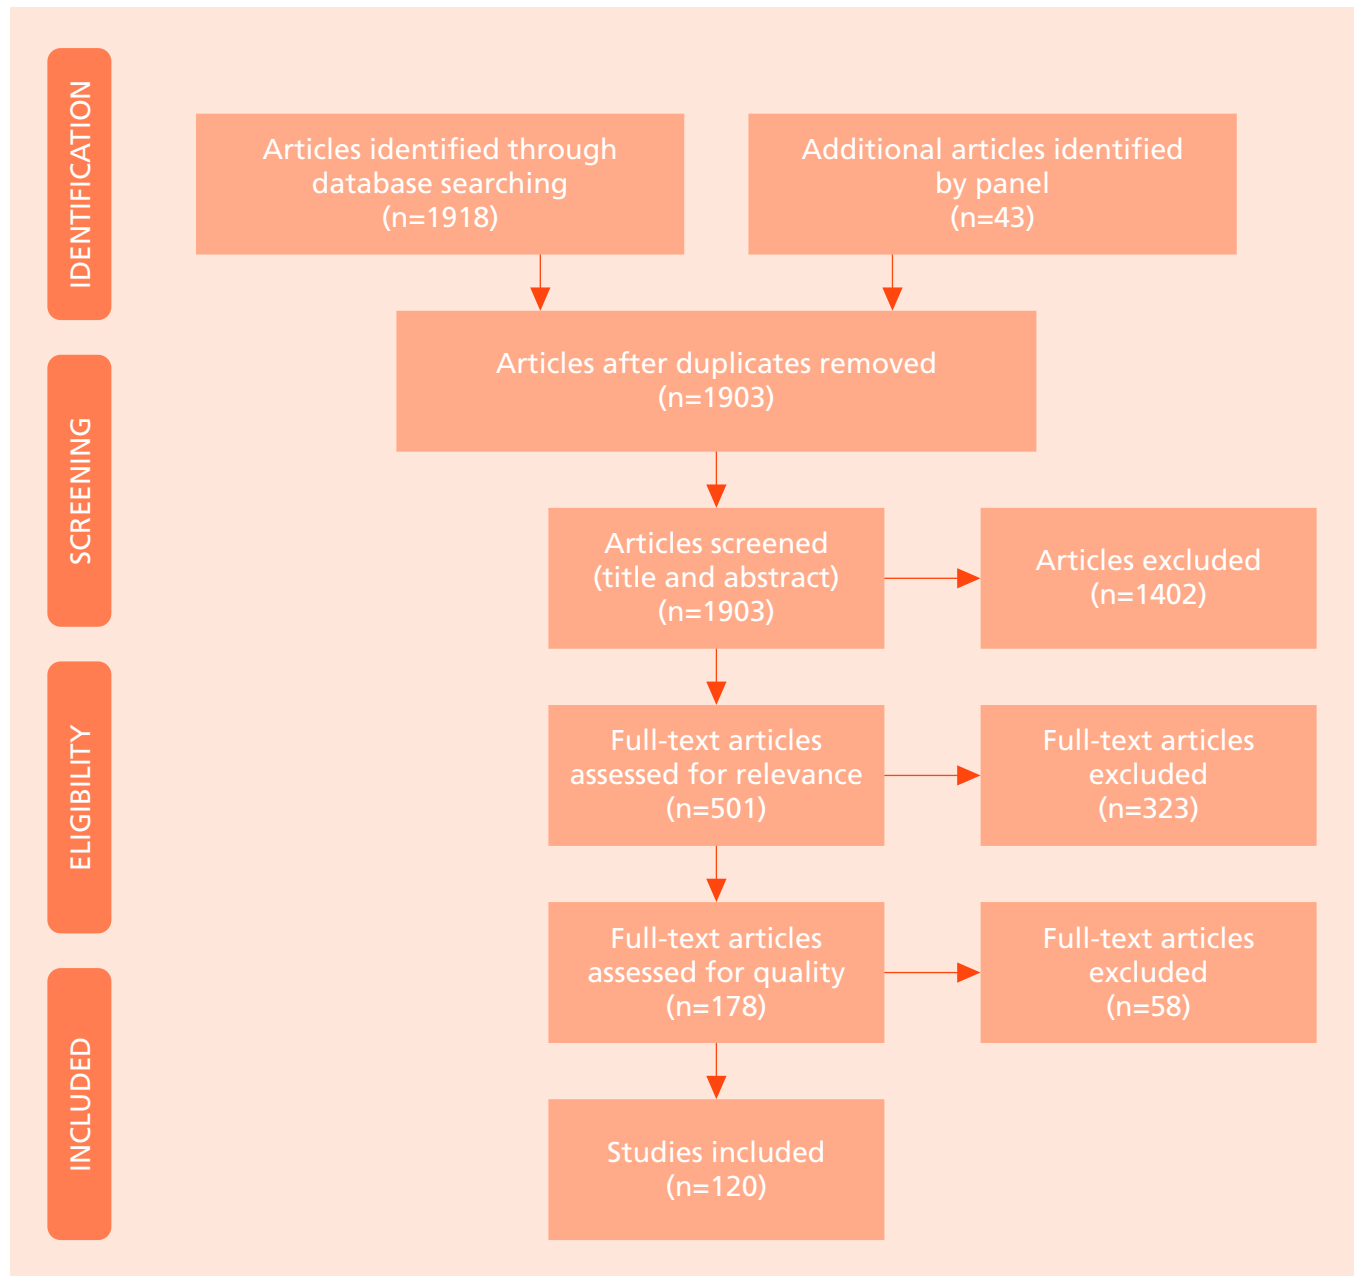 IDENTIFICATION
Articles identified through
database searching
(n=1918)
Additional articles identified
by panel
(n=43)
Articles after duplicates removed
(n=1903)
SCREENING
Articles screened
(title and abstract)
(n=1903)
Articles excluded
(n=1402)
ELIGIBILITY
Full-text articles
assessed for relevance
(n=501)
Full-text articles
excluded
(n=323)
Full-text articles
assessed for quality
(n=178)
Full-text articles
excluded
(n=58)
INCLUDED
Studies included
(n=120)